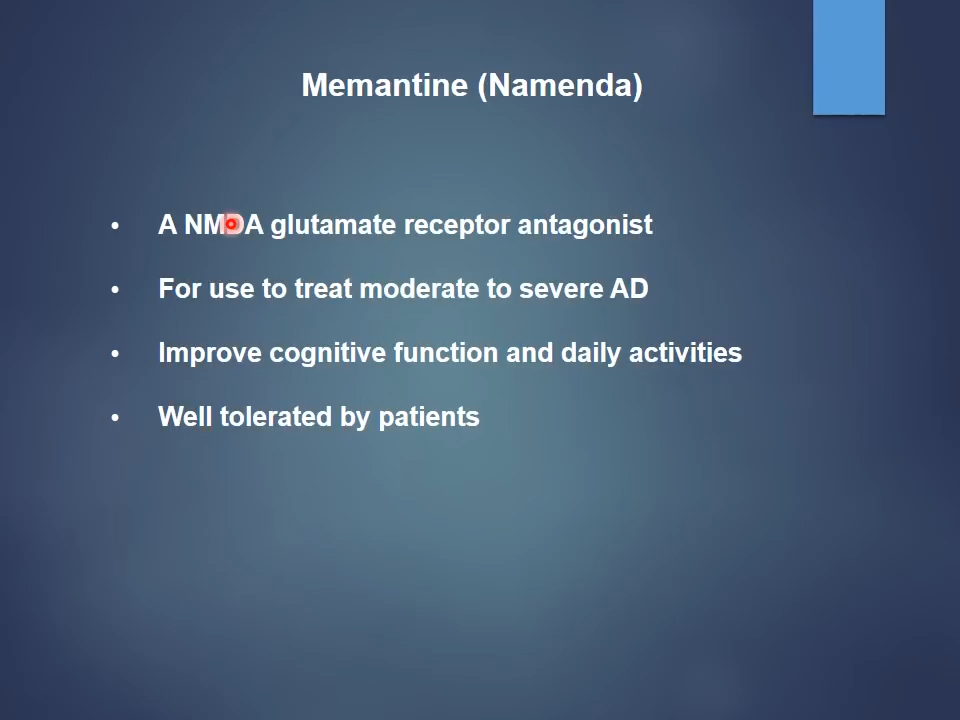 Memantine (Namenda)
• A NMDA glutamate receptor antagonist
• For use to treat moderate to severe AD
• Improve cognitive function and daily activities
• Well tolerated by patients